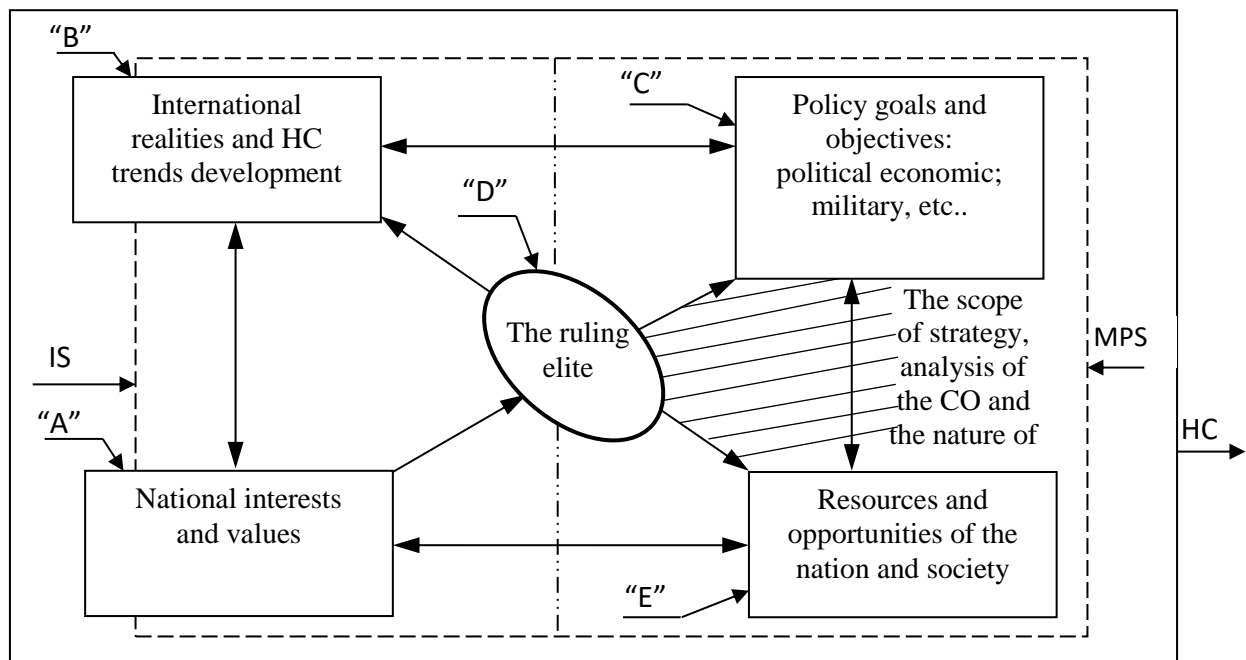 “B”
International
realities and HC
trends development
“C”
Policy goals and
objectives:
political economic;
military, etc..
“D”
The ruling
elite
The scope
of strategy,
analysis of
the CO and
the nature of
MPS
IS
HC
“A”
National interests
and values
Resources and
opportunities of the
nation and society
“E”